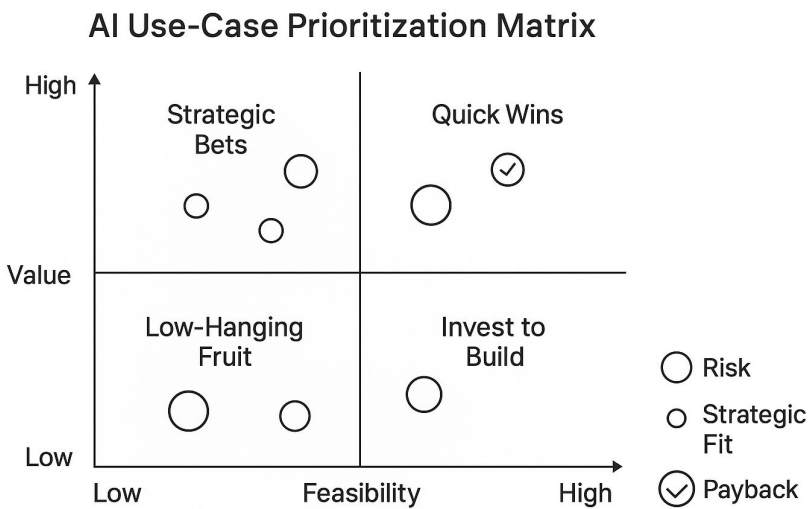 AI Use-Case Prioritization Matrix
High
Strategic
Bets
Quick Wins
Value
Low-Hanging
Fruit
Invest to
Build
Low
Low
Feasibility
High
Risk
Strategic
Fit
Payback